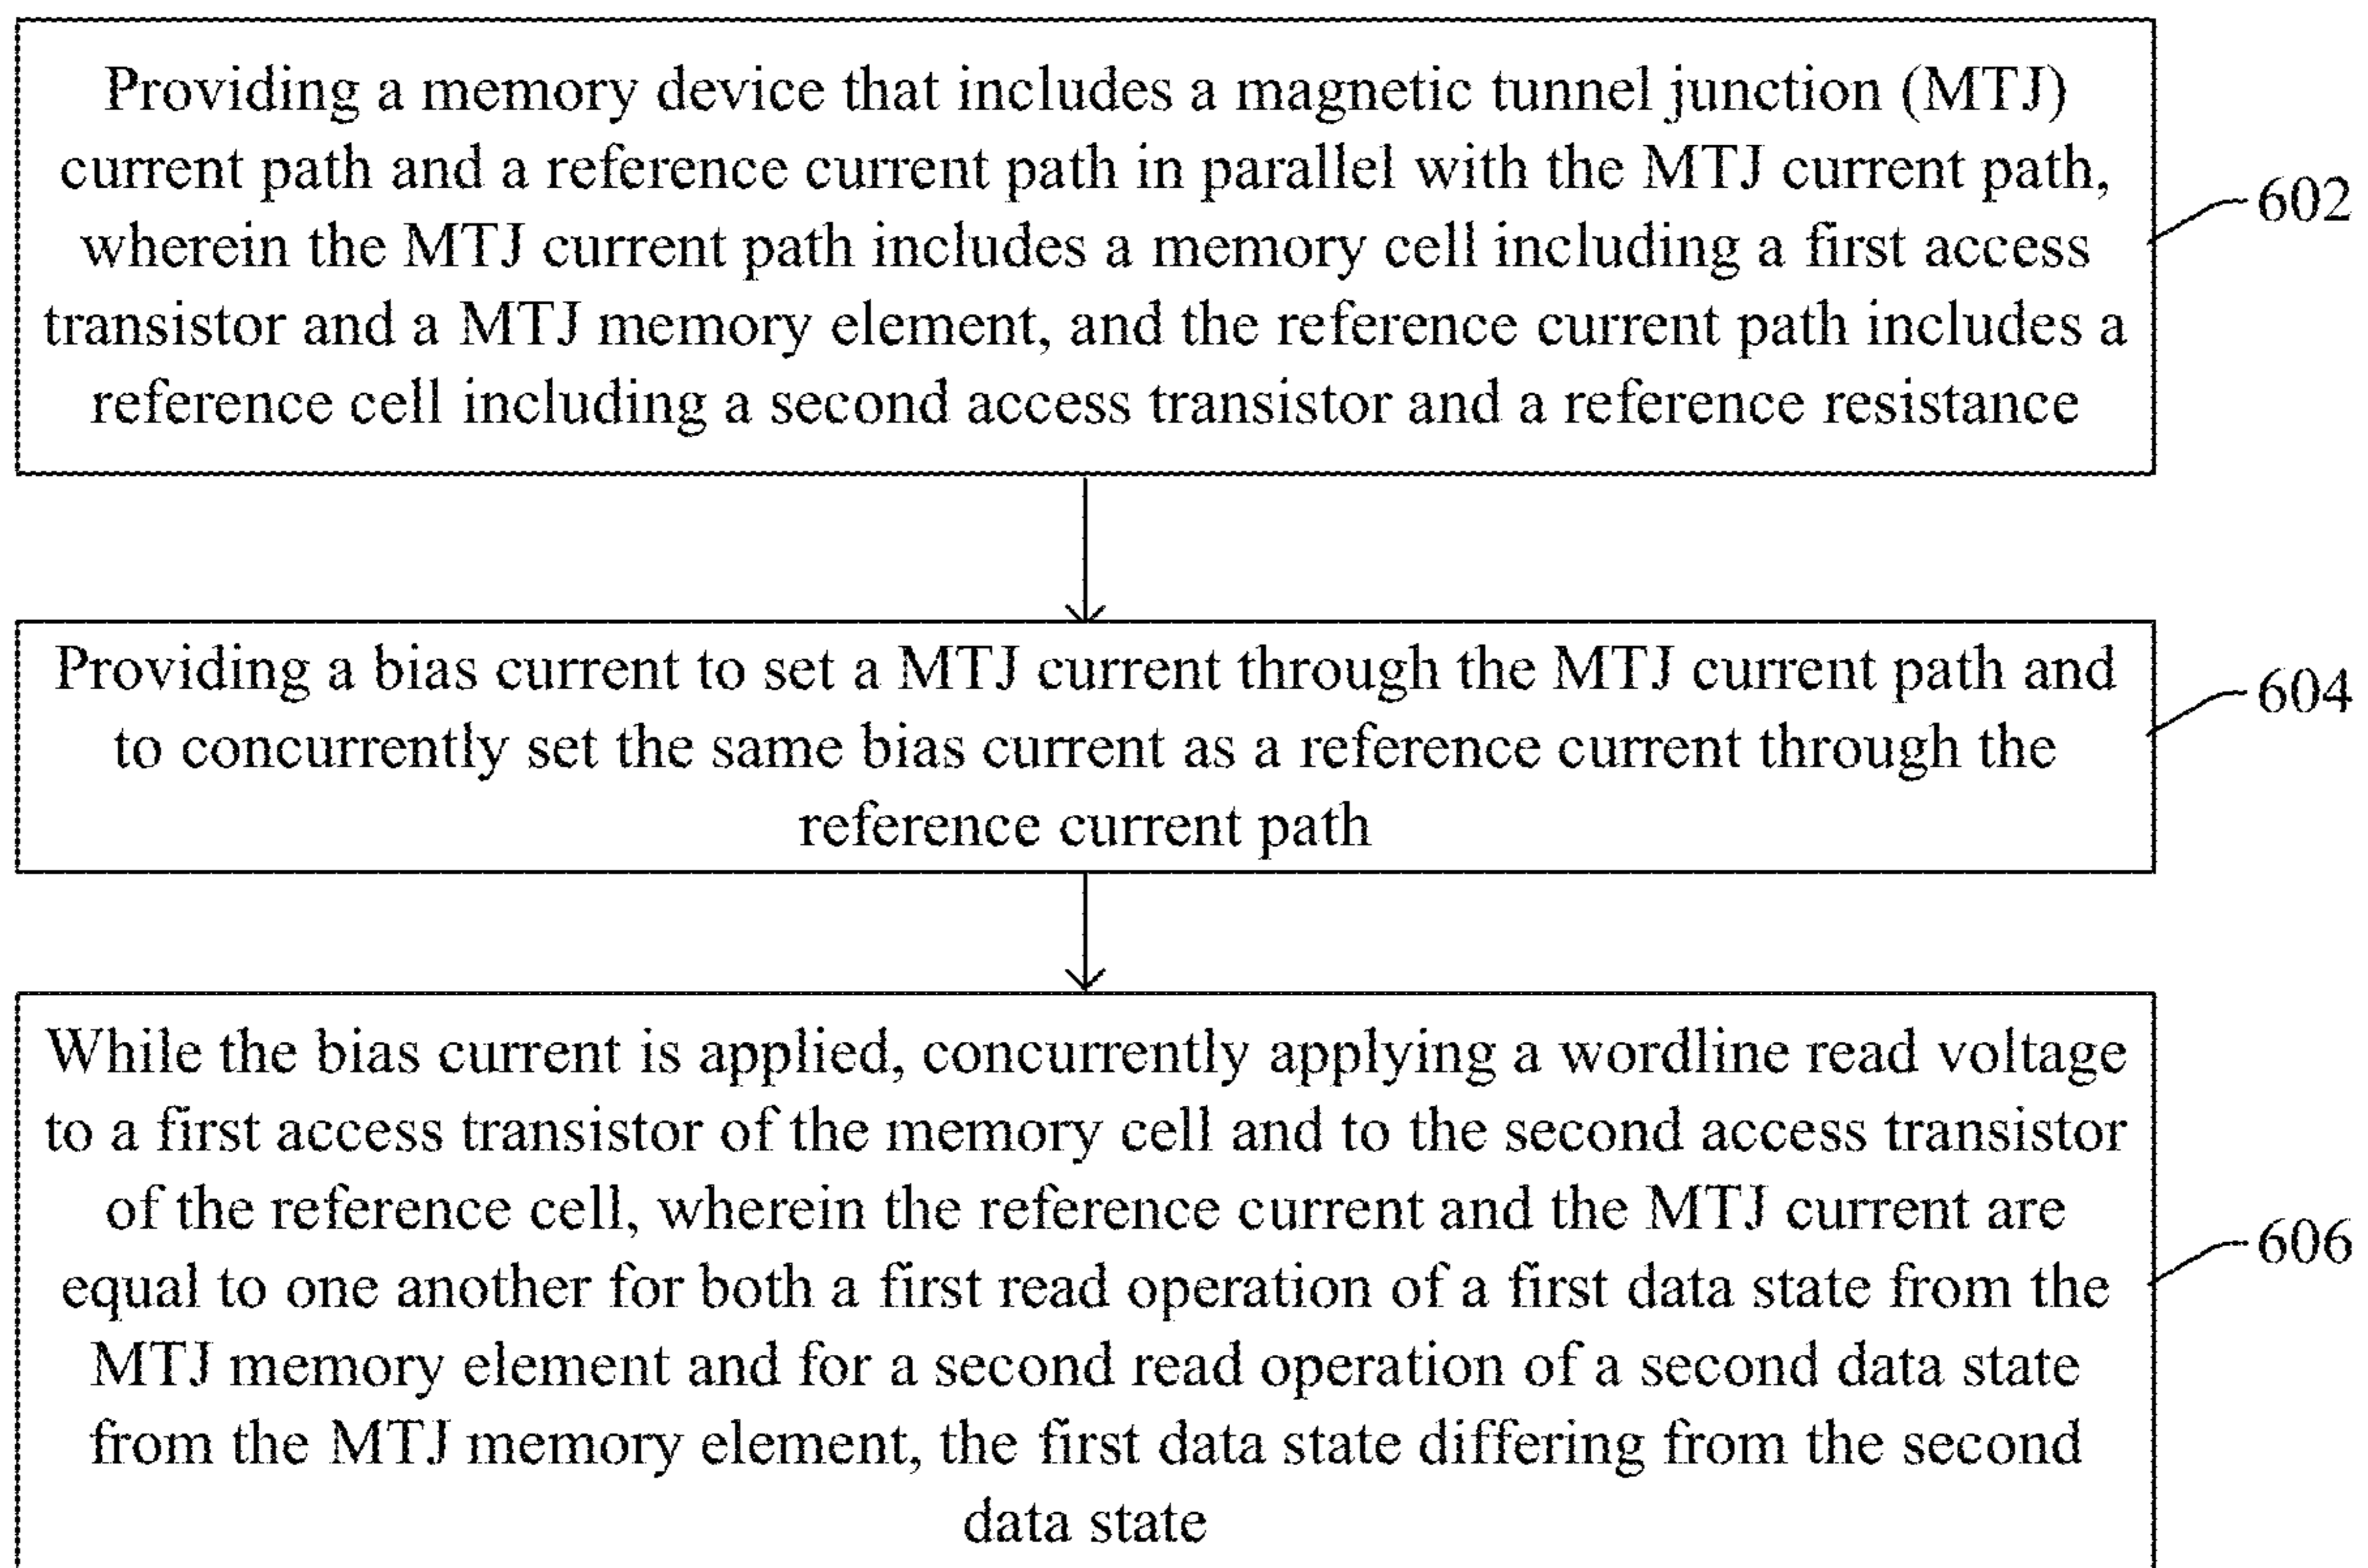 Providing a memory device that includes a magnetic tunnel junction (MTJ)
current path and a reference current path in parallel with the MTJ current path,
wherein the MTJ current path includes a memory cell including a first access
transistor and a MTJ memory element, and the reference current path includes a
reference cell including a second access transistor and a reference resistance
602
Providing a bias current to set a MTJ current through the MTJ current path and
to concurrently set the same bias current as a reference current through the
reference current path
604
While the bias current is applied, concurrently applying a wordline read voltage
to a first access transistor of the memory cell and to the second access transistor
of the reference cell, wherein the reference current and the MTJ current are
equal to one another for both a first read operation of a first data state from the
MTJ memory element and for a second read operation of a second data state
from the MTJ memory element, the first data state differing from the second
data state
606